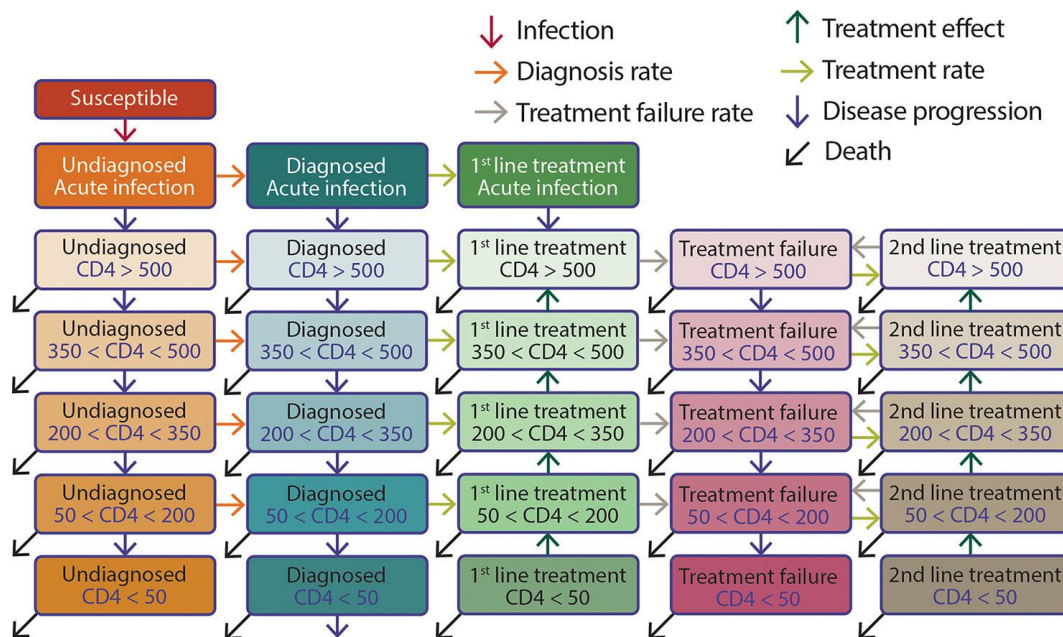 Infection
Diagnosis rate
Treatment failure rate
Treatment effect
Treatment rate
Disease progression
Death
Susceptible
Undiagnosed
Acute infection
Diagnosed
Acute infection
1st line treatment
Acute infection
Undiagnosed
CD4 > 500
Diagnosed
CD4 > 500
1st line treatment
CD4 > 500
Treatment failure
CD4 > 500
2nd line treatment
CD4 > 500
Undiagnosed
350 < CD4 < 500
Diagnosed
350 < CD4 < 500
1st line treatment
350 < CD4 < 500
Treatment failure
350 < CD4 < 500
2nd line treatment
350 < CD4 < 500
Undiagnosed
200 < CD4 < 350
Diagnosed
200 < CD4 < 350
1st line treatment
200 < CD4 < 350
Treatment failure
200 < CD4 < 350
2nd line treatment
200 < CD4 < 350
Undiagnosed
50 < CD4 < 200
Diagnosed
50 < CD4 < 200
1st line treatment
50 < CD4 < 200
Treatment failure
50 < CD4 < 200
2nd line treatment
50 < CD4 < 200
Undiagnosed
CD4 < 50
Diagnosed
CD4 < 50
1st line treatment
CD4 < 50
Treatment failure
CD4 < 50
2nd line treatment
CD4 < 50